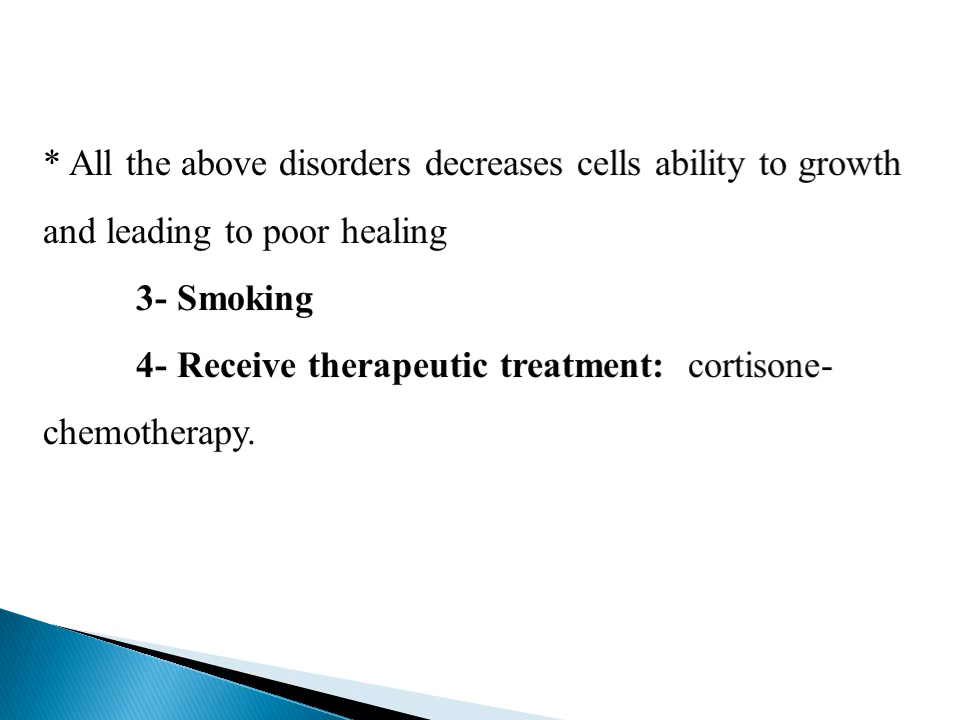 * All the above disorders decreases cells ability to growth
and leading to poor healing
3- Smoking
4- Receive therapeutic treatment: cortisone-
chemotherapy.